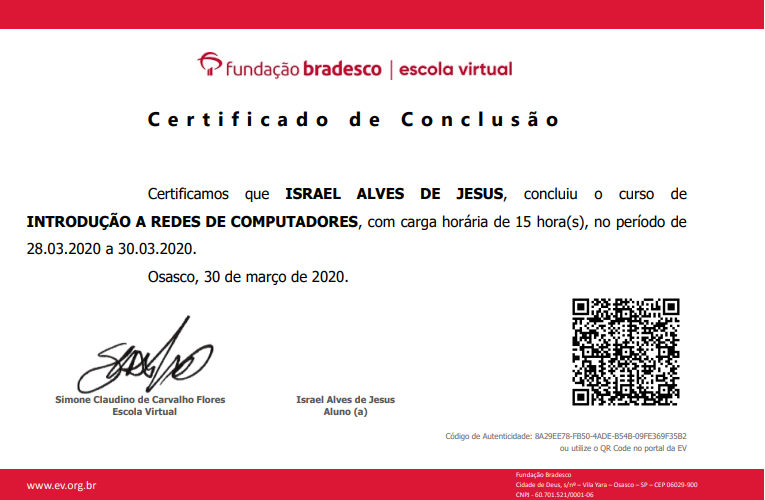 fundação bradesco | escola virtual
Certificado de Conclusão
Certificamos que ISRAEL ALVES DE JESUS, concluiu o curso de
INTRODUÇÃO A REDES DE COMPUTADORES, com carga horária de 15 hora(s), no período de
28.03.2020 a 30.03.2020.
Osasco, 30 de março de 2020.
Simone Claudino de Carvalho Flores
Escola Virtual
Israel Alves de Jesus
Aluno (a)
Código de Autenticidade: 8A29EE78-FB50-4ADE-B54B-09FE369F35B2
ou utilize o QR Code no portal da EV
www.ev.org.br
Fundação Bradesco
Cidade de Deus, s/nº – Vila Yara – Osasco – SP – CEP 06029-900
CNPJ - 60.701.521/0001-06